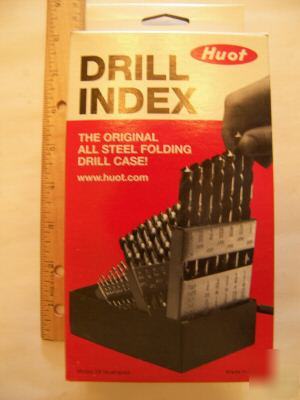 Huot
DRILL
INDEX
THE ORIGINAL
ALL STEEL FOLDING
DRILL CASE!
www.huot.com